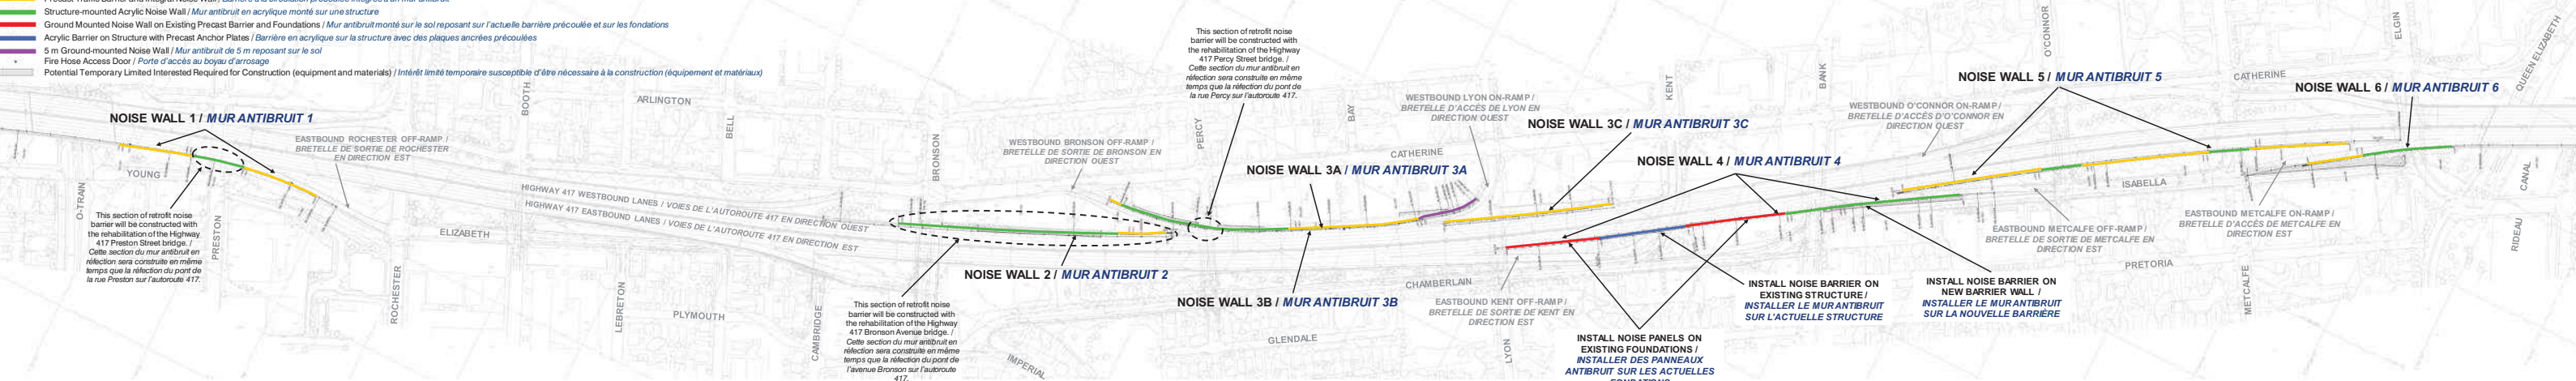 Structure-mounted Acrylic Noise Wall / Mur antibruit en acrylique monté sur une structure
Ground Mounted Noise Wall on Existing Precast Barrier and Foundations / Mur antibruit monté sur le sol reposant sur l'actuelle barrière précoulée et sur les fondations
Acrylic Barrier on Structure with Precast Anchor Plates / Barrière en acrylique sur la structure avec des plaques ancrées précoulées
5 m Ground-mounted Noise Wall / Mur antibruit de 5 m reposant sur le sol
Fire Hose Access Door / Porte d'accès au boyau d'arrosage
Potential Temporary Limited Interested Required for Construction (equipment and materials) / Intérêt limité temporaire susceptible d'être nécessaire à la construction (équipement et matériaux)
NOISE WALL 1 / MUR ANTIBRUIT 1
EASTBOUND ROCHESTER OFF-RAMP /
BRETELLE DE SORTIE DE ROCHESTER
EN DIRECTION EST
O-TRAIN
YOUNG
PRESTON
This section of retrofit noise
barrier will be constructed with
the rehabilitation of the Highway
417 Preston Street bridge. /
Cette section du mur antibruit en
réfection sera construite en même
temps que la réfection du pont de
la rue Preston sur l'autoroute 417.
ROCHESTER
ELIZABETH
BOOTH
ARLINGTON
BELL
HIGHWAY 417 WESTBOUND LANES / VOIES DE L'AUTOROUTE 417 EN DIRECTION OUEST
HIGHWAY 417 EASTBOUND LANES / VOIES DE L'AUTOROUTE 417 EN DIRECTION EST
LEBRETON
PLYMOUTH
CAMBRIDGE
This section of retrofit noise
barrier will be constructed with
the rehabilitation of the Highway
417 Bronson Avenue bridge. /
Cette section du mur antibruit en
réfection sera construite en même
temps que la réfection du pont de
l'avenue Bronson sur l'autoroute
417.
BRONSON
WESTBOUND BRONSON OFF-RAMP /
BRETELLE DE SORTIE DE BRONSON EN
DIRECTION OUEST
NOISE WALL 2 / MUR ANTIBRUIT 2
IMPERIAL
This section of retrofit noise
barrier will be constructed with
the rehabilitation of the Highway
417 Percy Street bridge. /
Cette section du mur antibruit en
réfection sera construite en même
temps que la réfection du pont de
la rue Percy sur l'autoroute 417.
PERCY
NOISE WALL 3A / MUR ANTIBRUIT 3A
NOISE WALL 3B / MUR ANTIBRUIT 3B
BAY
CATHERINE
WESTBOUND LYON ON-RAMP /
BRETELLE D'ACCÈS DE LYON EN
DIRECTION OUEST
NOISE WALL 3C / MUR ANTIBRUIT 3C
GLENDALE
CHAMBERLAIN
EASTBOUND KENT OFF-RAMP /
BRETELLE DE SORTIE DE KENT EN
DIRECTION EST
LYON
KENT
NOISE WALL 4 / MUR ANTIBRUIT 4
INSTALL NOISE PANELS ON
EXISTING FOUNDATIONS /
INSTALLER DES PANNEAUX
ANTIBRUIT SUR LES ACTUELLES
FONDATIONS
INSTALL NOISE BARRIER ON
EXISTING STRUCTURE /
INSTALLER LE MUR ANTIBRUIT
SUR L'ACTUELLE STRUCTURE
INSTALL NOISE BARRIER ON
NEW BARRIER WALL /
INSTALLER LE MUR ANTIBRUIT
SUR LA NOUVELLE BARRIÈRE
BANK
WESTBOUND O'CONNOR ON-RAMP /
BRETELLE D'ACCÈS D'O'CONNOR EN
DIRECTION OUEST
NOISE WALL 5 / MUR ANTIBRUIT 5
O'CONNOR
EASTBOUND METCALFE OFF-RAMP /
BRETELLE DE SORTIE DE METCALFE EN
DIRECTION EST
ISABELLA
PRETORIA
CATHERINE
EASTBOUND METCALFE ON-RAMP /
BRETELLE D'ACCÈS DE METCALFE EN
DIRECTION EST
METCALFE
NOISE WALL 6 / MUR ANTIBRUIT 6
ELGIN
QUEEN ELIZABETH
CANAL
RIDEAU